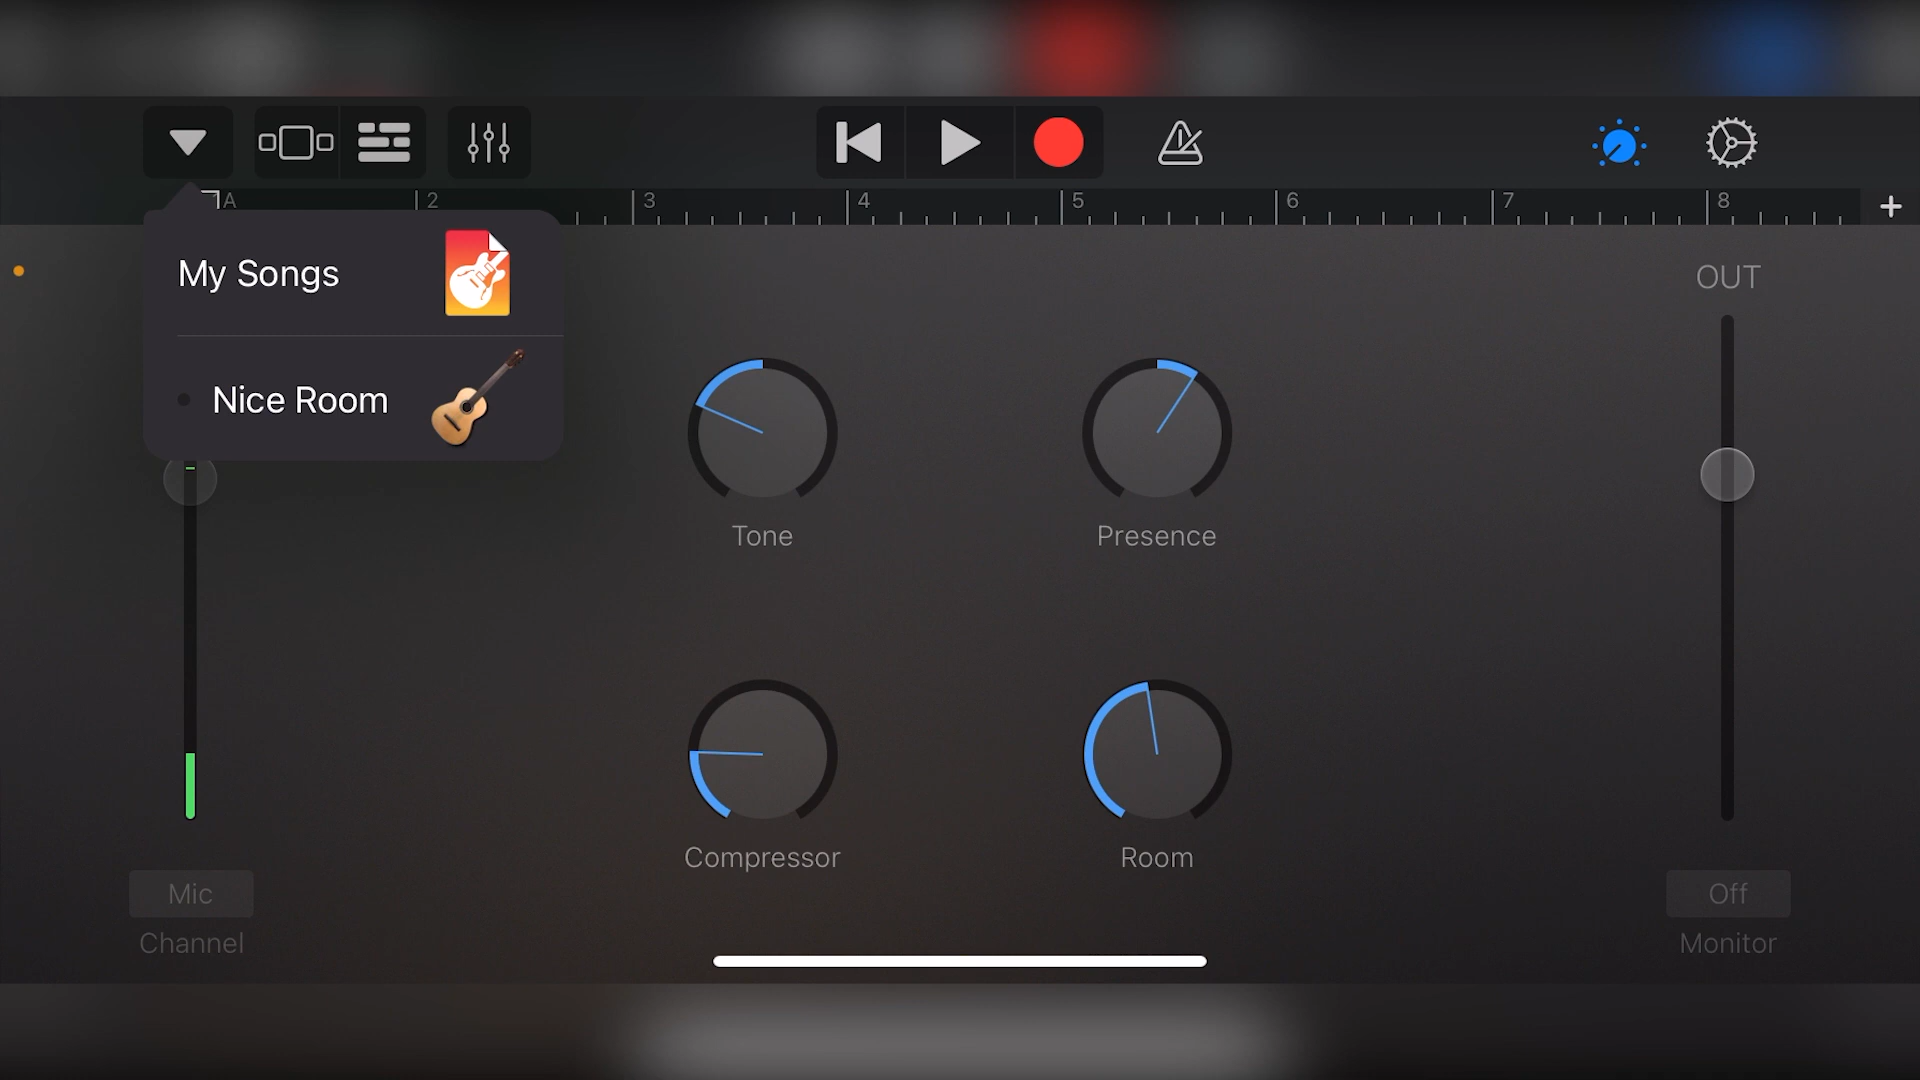 A 2 3 4 5 6 7 8
My Songs
Nice Room
OUT
Tone
Presence
Compressor
Room
Mic
Channel
Off
Monitor